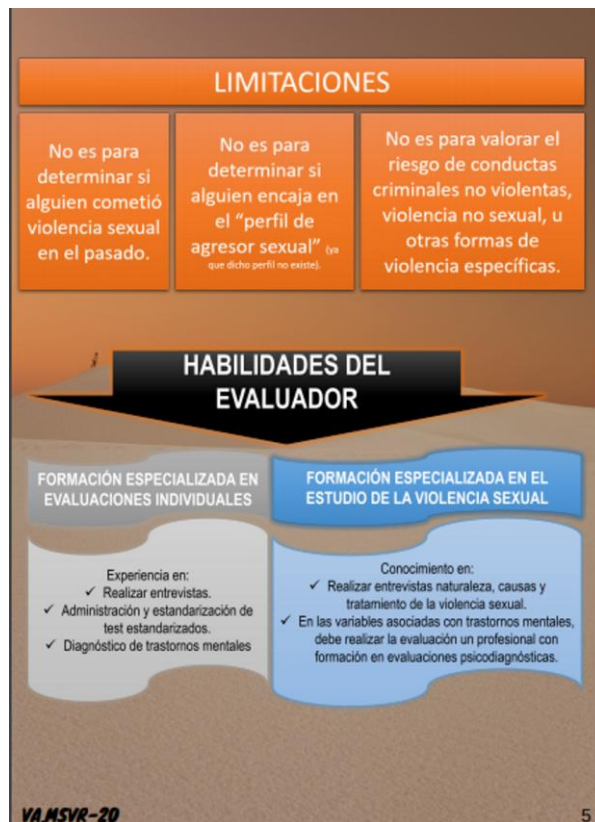 LIMITACIONES
No es para
determinar si
alguien cometió
violencia sexual
en el pasado.
No es para
determinar si
alguien encaja en
el “perfil de
agresor sexual” (ya
que dicho perfil no existe).
No es para valorar el
riesgo de conductas
criminales no violentas,
violencia no sexual, u
otras formas de
violencia específicas.
HABILIDADES DEL
EVALUADOR
FORMACIÓN ESPECIALIZADA EN
EVALUACIONES INDIVIDUALES
Experiencia en:
✓ Realizar entrevistas.
✓ Administración y estandarización de
test estandarizados.
✓ Diagnóstico de trastornos mentales
FORMACIÓN ESPECIALIZADA EN EL
ESTUDIO DE LA VIOLENCIA SEXUAL
Conocimiento en:
✓ Realizar entrevistas naturaleza, causas y
tratamiento de la violencia sexual.
✓ En las variables asociadas con trastornos mentales,
debe realizar la evaluación un profesional con
formación en evaluaciones psicodiagnósticas.
VA.MSVR-20
5